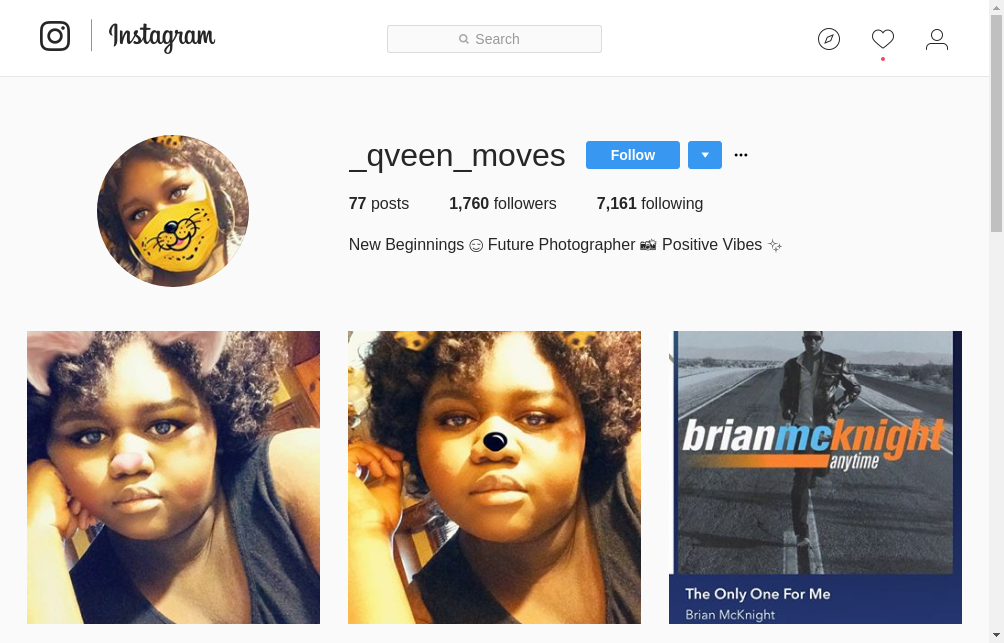 Instagram
Search
_qveen_moves
Follow
77 posts 1,760 followers 7,161 following
New Beginnings 😌 Future Photographer 📸 Positive Vibes ✨
brianmcknight
anytime
The Only One For Me
Brian McKnight